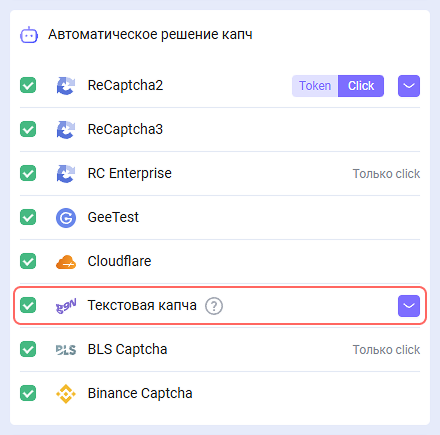 Автоматическое решение капч
ReCaptcha2 Token Click
ReCaptcha3
RC Enterprise Только click
GeeTest
Cloudflare
Текстовая капча ?
BLS BLS Captcha Только click
Binance Captcha